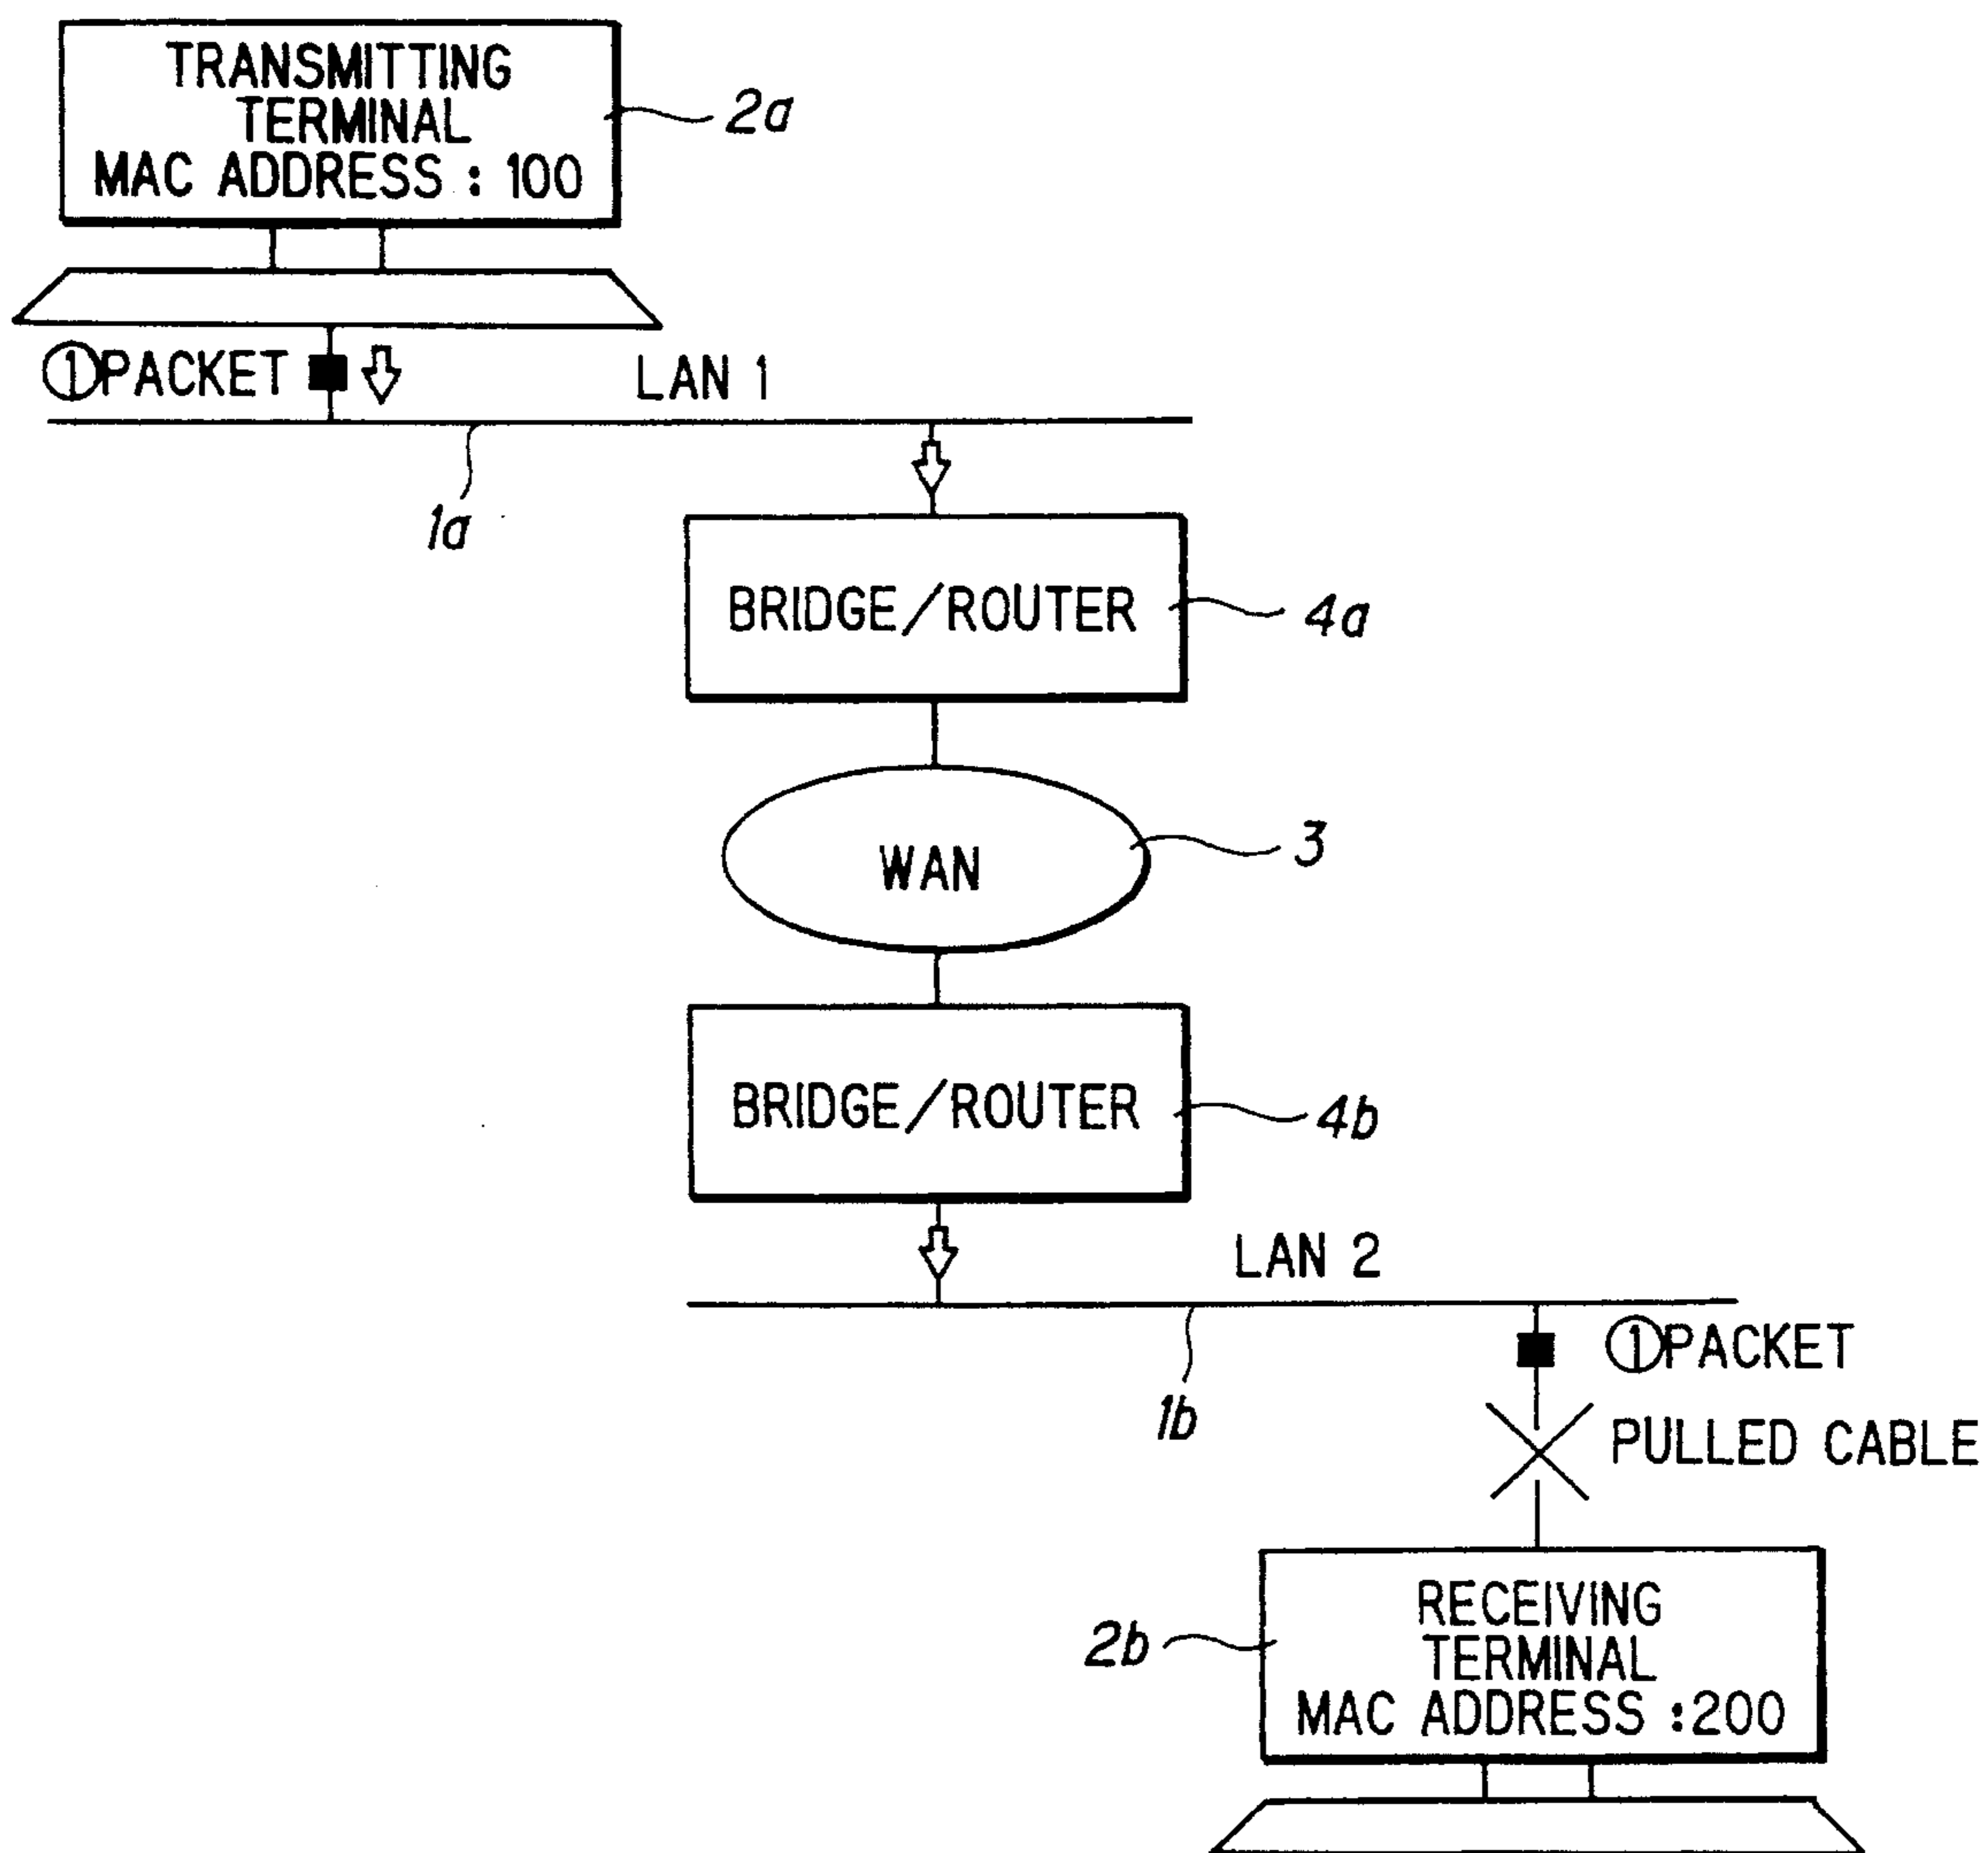 TRANSMITTING
TERMINAL
MAC ADDRESS : 100
2a
①PACKET
LAN 1
1a
BRIDGE/ROUTER
4a
WAN
3
BRIDGE/ROUTER
4b
LAN 2
1b
①PACKET
PULLED CABLE
2b
RECEIVING
TERMINAL
MAC ADDRESS :200